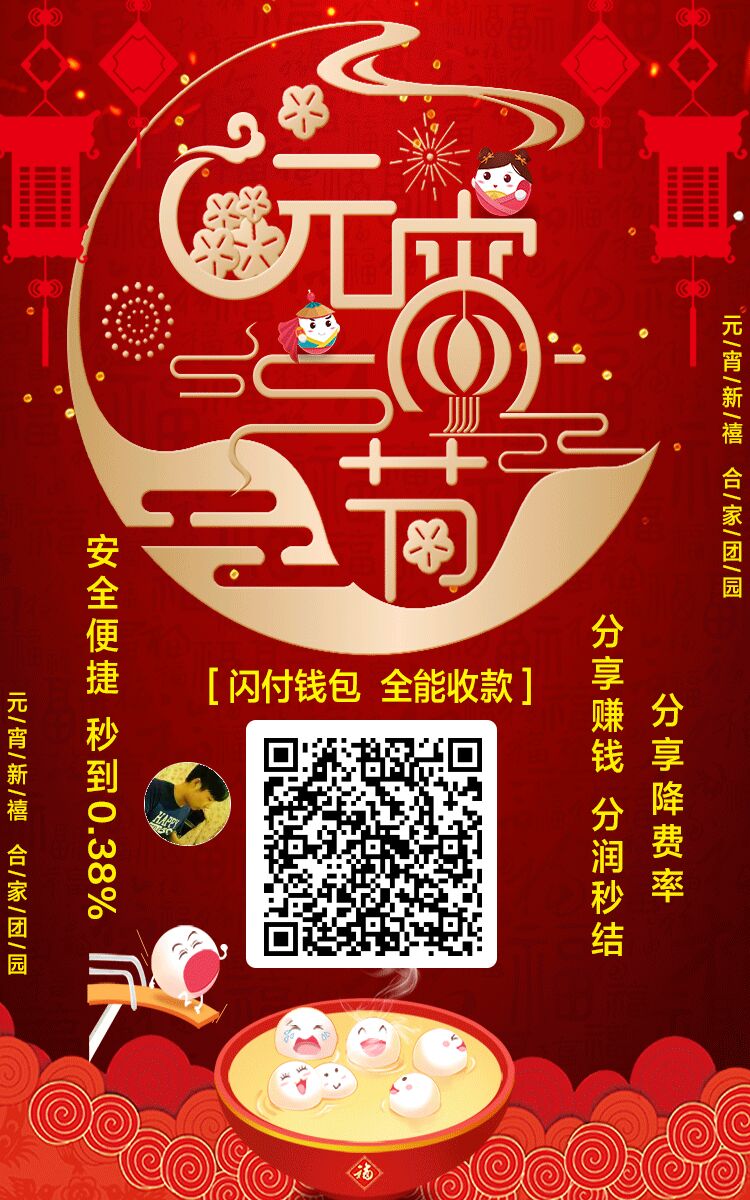 元宵节
元/宵/新/禧 合/家/团/园
安全便捷 秒到0.38%
[ 闪付钱包 全能收款 ]
分享赚钱 分润秒结
分享降费率
元/宵/新/禧 合/家/团/园
HAPPY
福